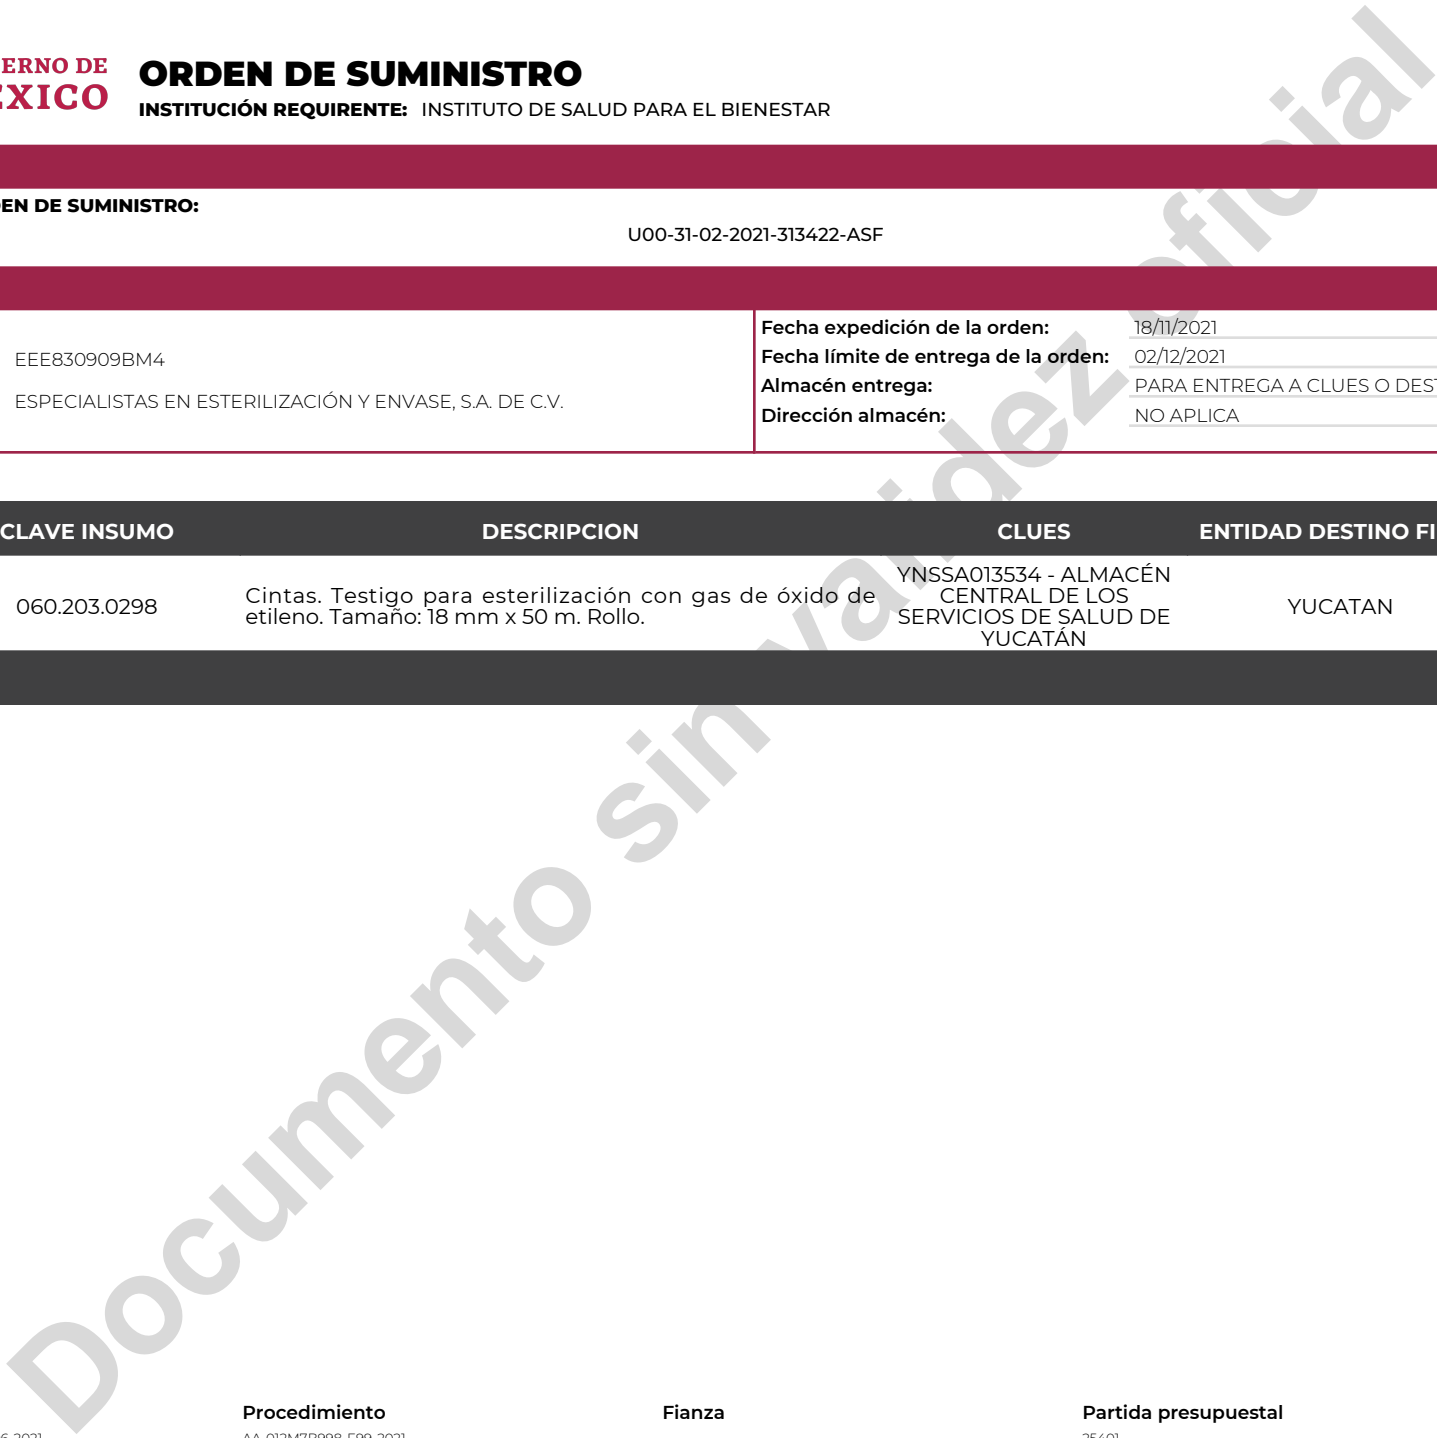 ERNO DE
ÉXICO
ORDEN DE SUMINISTRO
INSTITUCIÓN REQUIRENTE: INSTITUTO DE SALUD PARA EL BIENESTAR
EN DE SUMINISTRO:
U00-31-02-2021-313422-ASF
EEE830909BM4
ESPECIALISTAS EN ESTERILIZACIÓN Y ENVASE, S.A. DE C.V.
Fecha expedición de la orden: 18/11/2021
Fecha límite de entrega de la orden: 02/12/2021
Almacén entrega: PARA ENTREGA A CLUES O DEST
Dirección almacén: NO APLICA
CLAVE INSUMO DESCRIPCION CLUES ENTIDAD DESTINO FI
060.203.0298
Cintas. Testigo para esterilización con gas de óxido de
etileno. Tamaño: 18 mm x 50 m. Rollo.
YNSSA013534 - ALMACÉN
CENTRAL DE LOS
SERVICIOS DE SALUD DE
YUCATÁN
YUCATAN
Documento sin validez oficial
Procedimiento Fianza Partida presupuestal